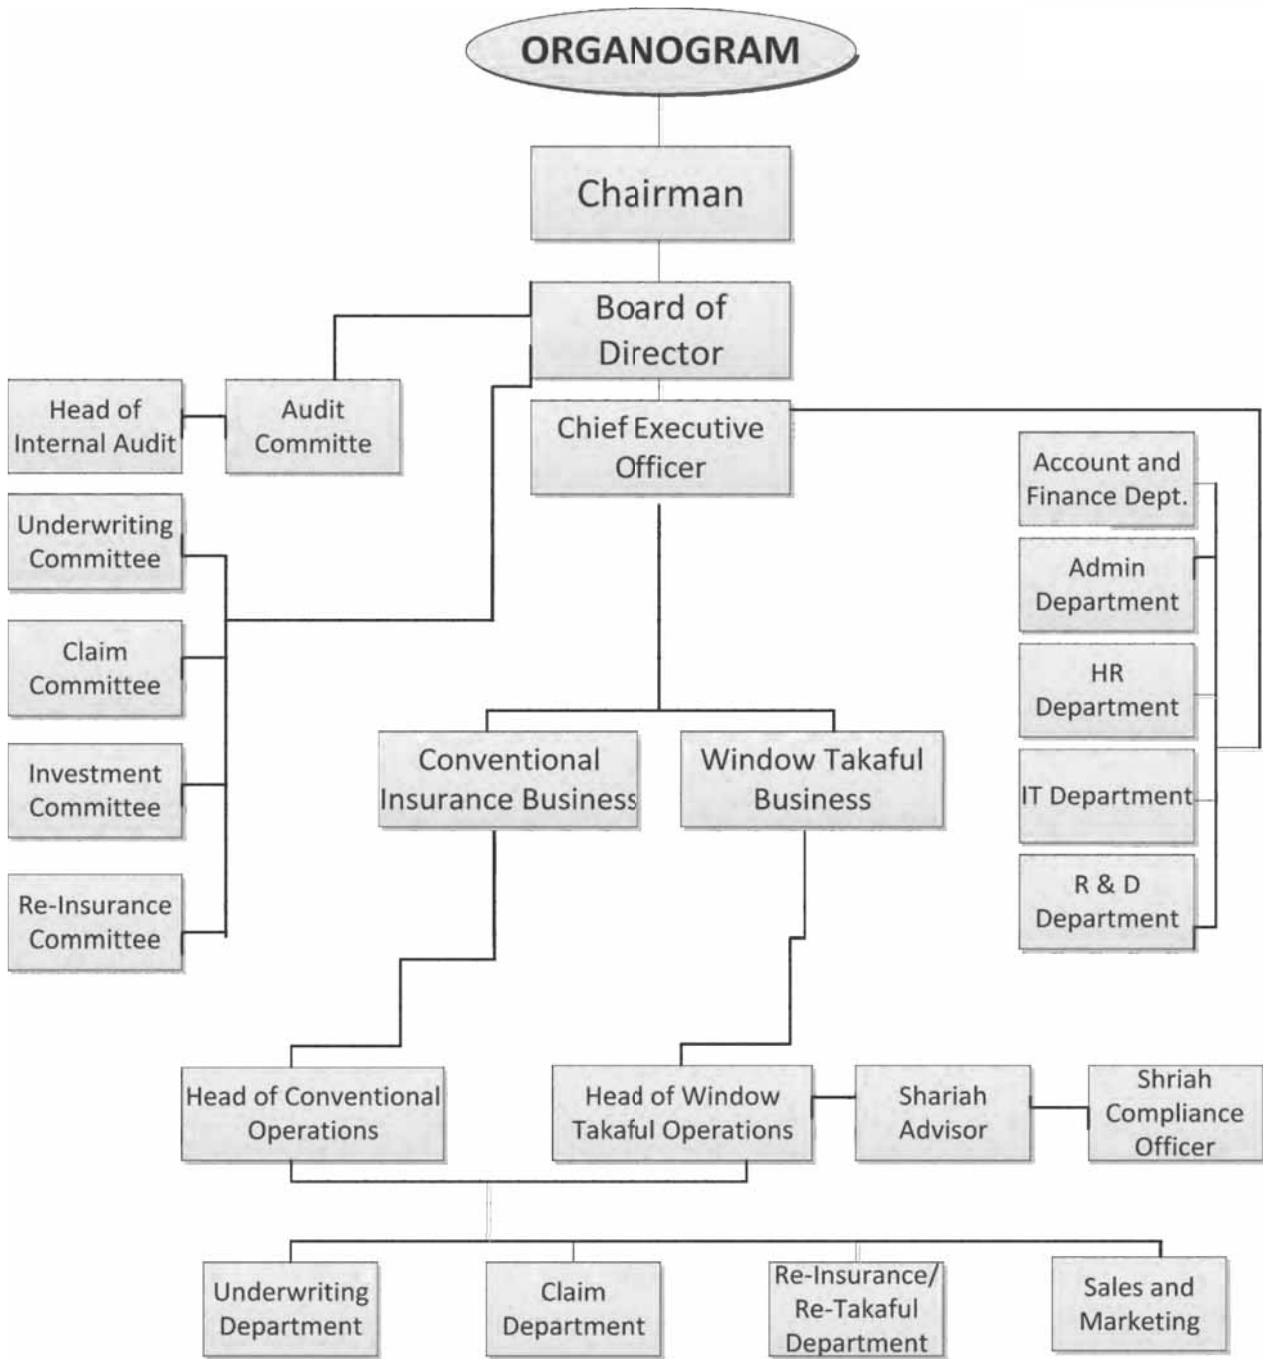 ORGANOGRAM
Chairman
Board of
Director
Head of
Internal Audit
Audit
Committe
Chief Executive
Officer
Account and
Finance Dept.
Underwriting
Committee
Admin
Department
Claim
Committee
HR
Department
Conventional
Insurance Business
Window Takaful
Business
Investment
Committee
IT Department
Re-Insurance
Committee
R & D
Department
Head of Conventional
Operations
Head of Window
Takaful Operations
Shariah
Advisor
Shriah
Compliance
Officer
Underwriting
Department
Claim
Department
Re-Insurance/
Re-Takaful
Department
Sales and
Marketing